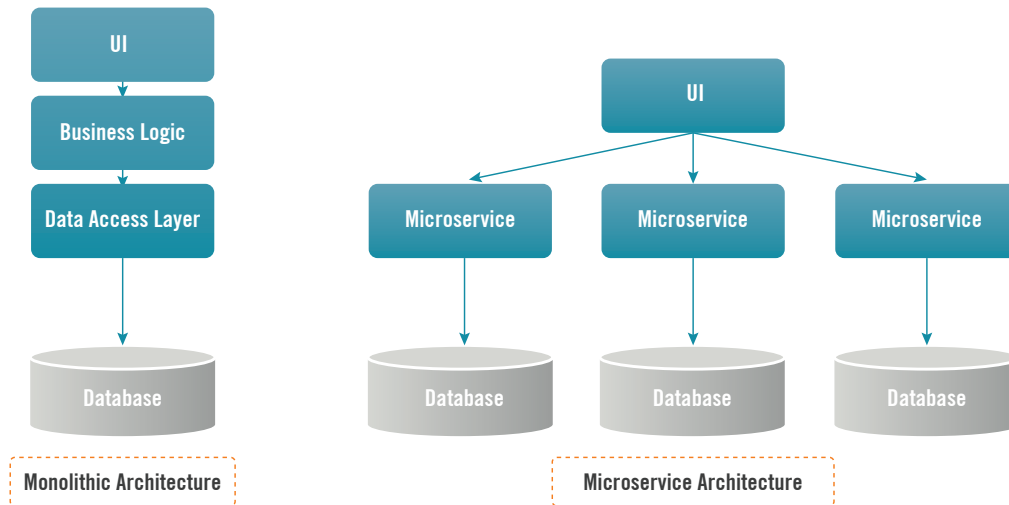 UI
Business Logic
Data Access Layer
Database
Monolithic Architecture
UI
Microservice
Microservice
Microservice
Database
Database
Database
Microservice Architecture